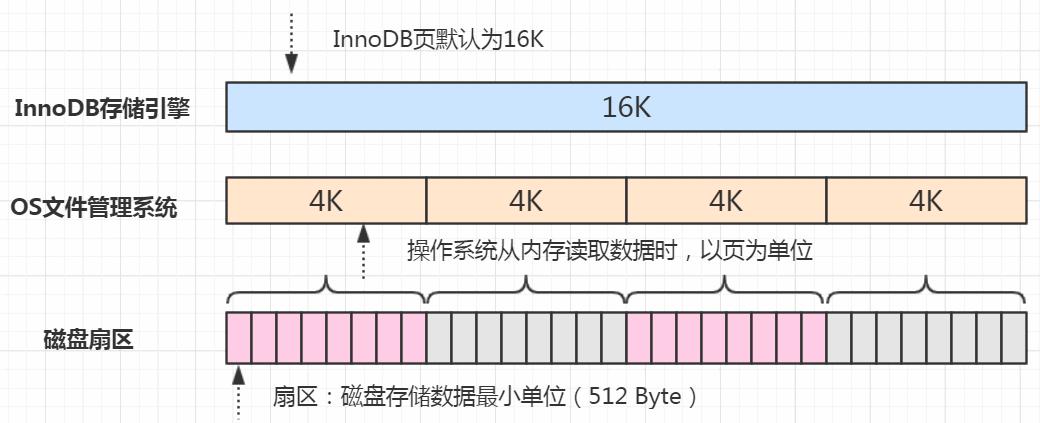 InnoDB页默认为16K
InnoDB存储引擎
16K
OS文件管理系统
4K
4K
4K
4K
操作系统从内存读取数据时，以页为单位
磁盘扇区
扇区：磁盘存储数据最小单位（512 Byte）